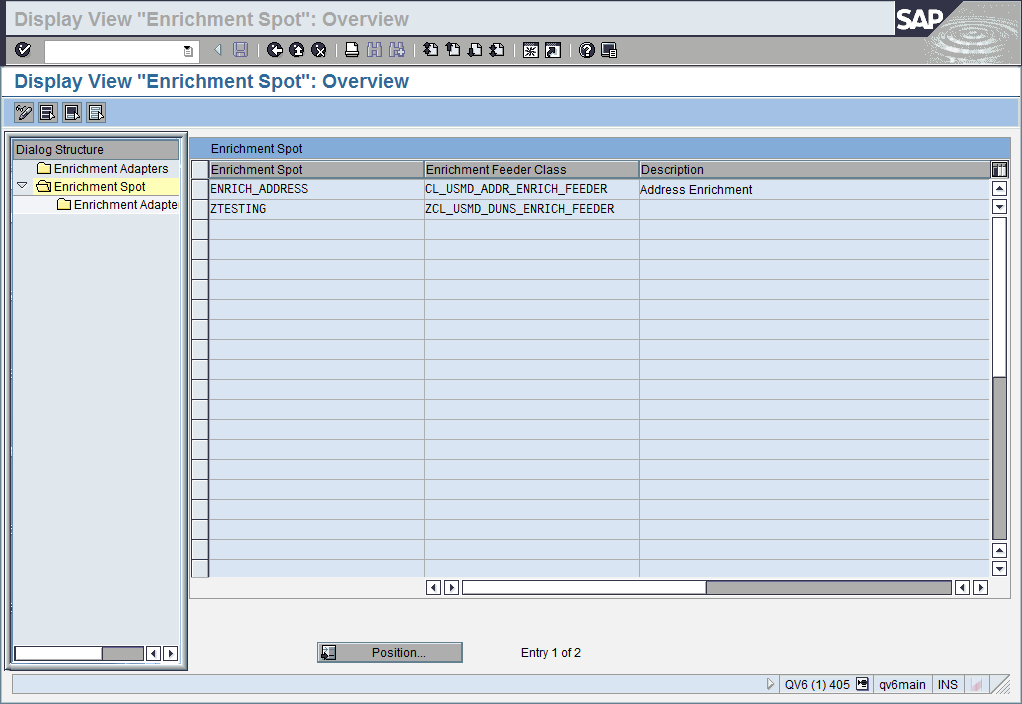 Display View "Enrichment Spot": Overview
SAP
Display View "Enrichment Spot": Overview
Dialog Structure
Enrichment Adapters
Enrichment Spot
Enrichment Adapte
Enrichment Spot
Enrichment Spot Enrichment Feeder Class Description
ENRICH_ADDRESS CL_USMD_ADDR_ENRICH_FEEDER Address Enrichment
ZTESTING ZCL_USMD_DUNS_ENRICH_FEEDER
Position... Entry 1 of 2
QV6 (1) 405 qv6main INS